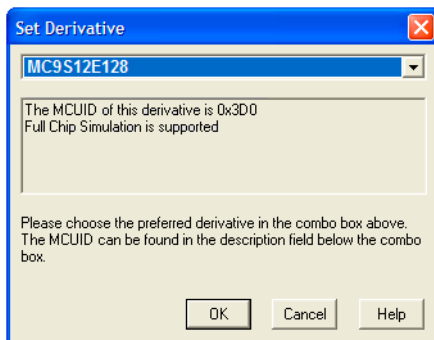 Set Derivative
MC9S12E128
The MCUID of this derivative is 0x3D0
Full Chip Simulation is supported
Please choose the preferred derivative in the combo box above.
The MCUID can be found in the description field below the combo
box.
OK Cancel Help